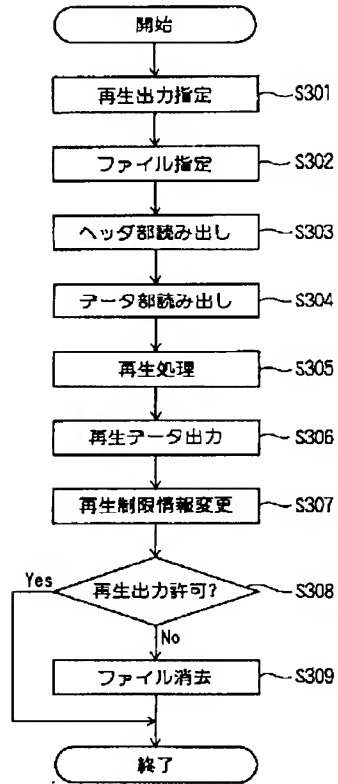 開始
再生出力指定 S301
ファイル指定 S302
ヘッダ部読み出し S303
データ部読み出し S304
再生処理 S305
再生データ出力 S306
再生制限情報変更 S307
Yes 再生出力許可? S308
No
ファイル消去 S309
終了